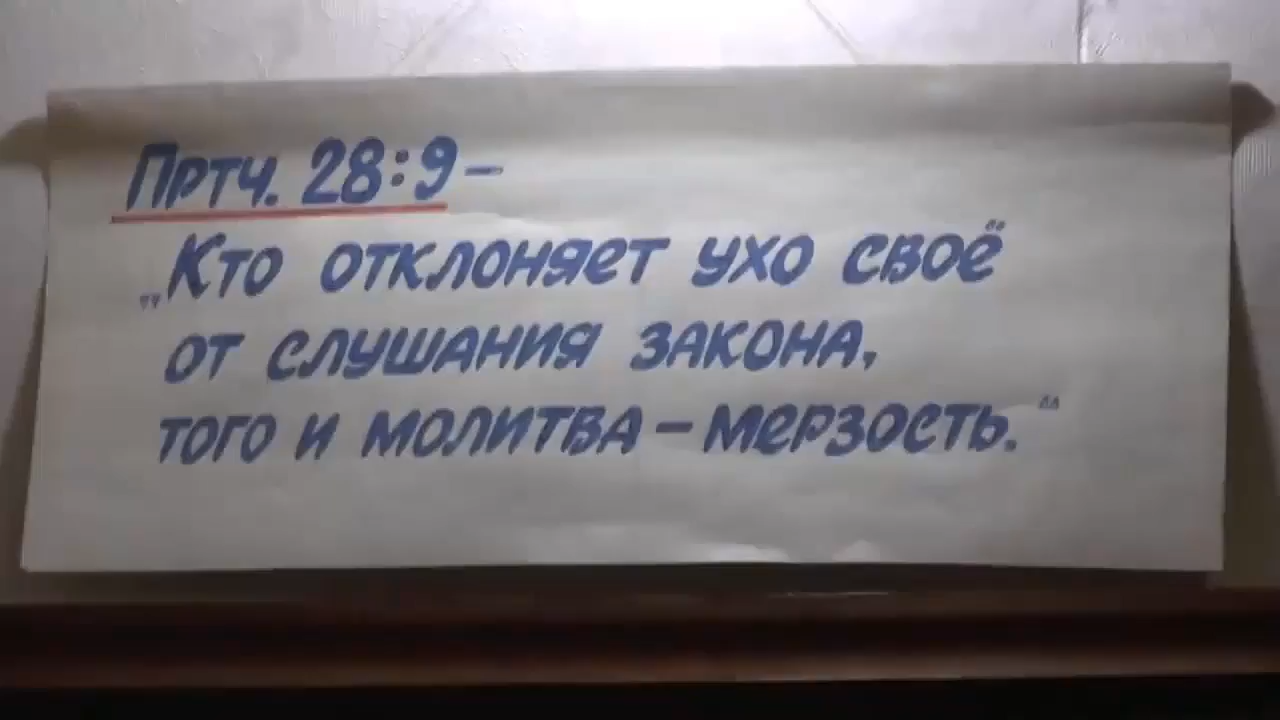 Пртч. 28:9–
„Кто отклоняет ухо своё
от слушания закона,
того и молитва – мерзость.“